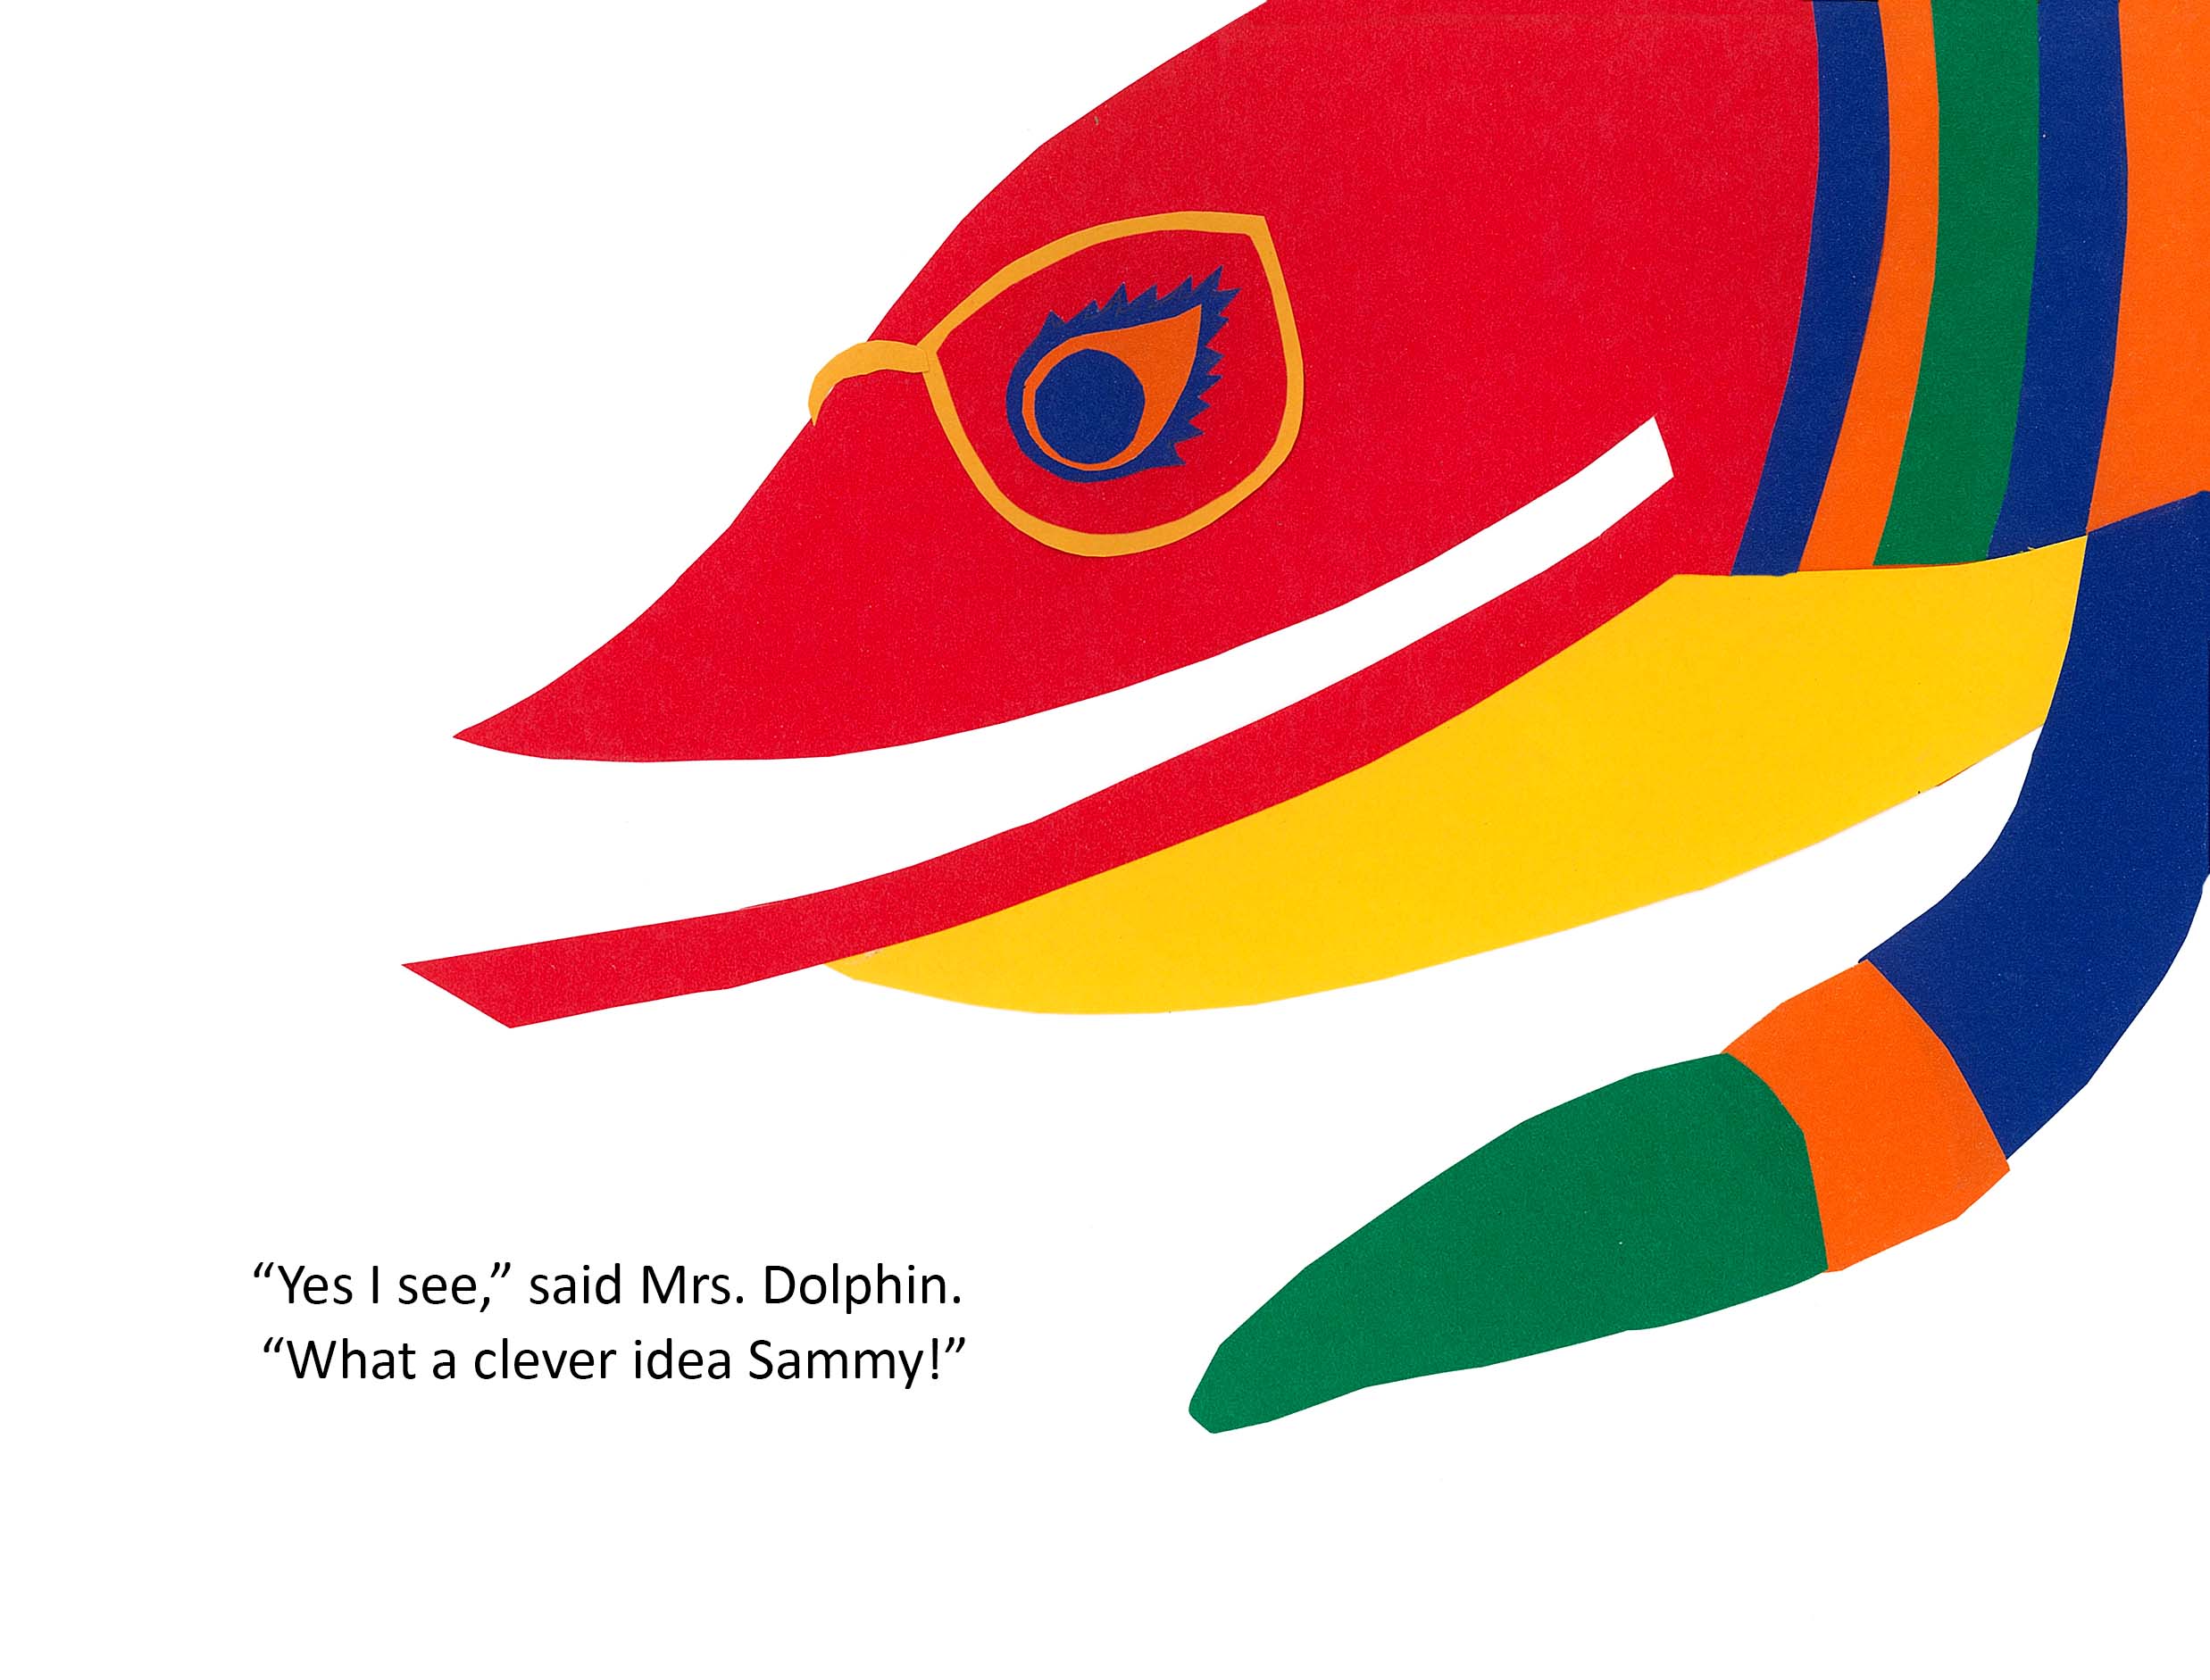 “Yes I see,” said Mrs. Dolphin.
“What a clever idea Sammy!”